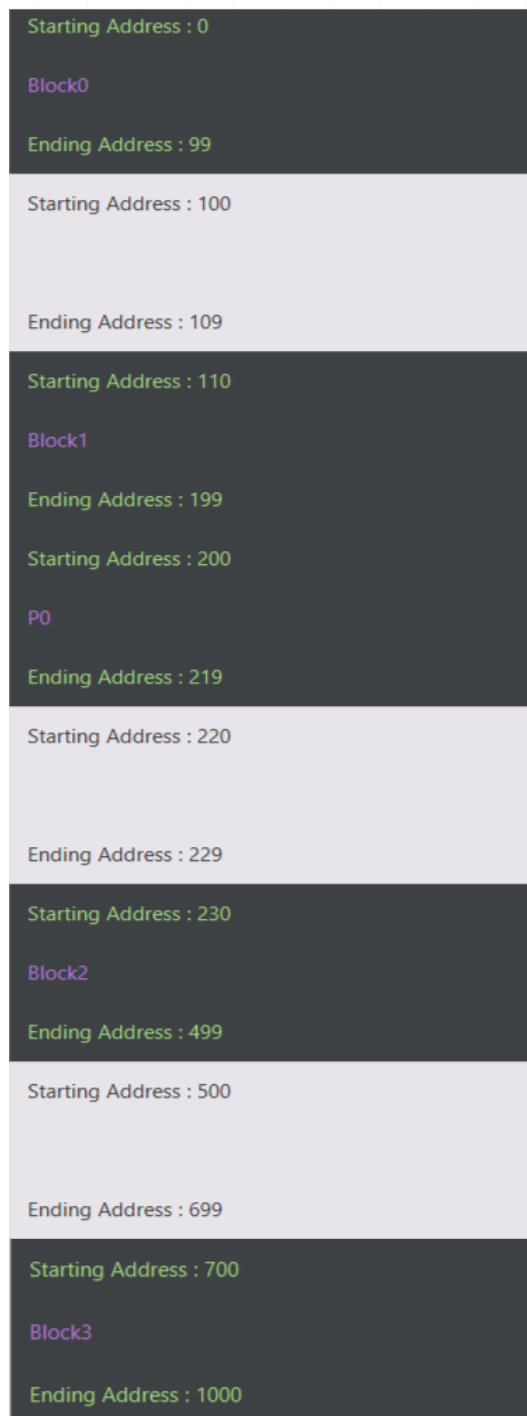 Starting Address : 0
Block0
Ending Address : 99
Starting Address : 100
Ending Address : 109
Starting Address : 110
Block1
Ending Address : 199
Starting Address : 200
P0
Ending Address : 219
Starting Address : 220
Ending Address : 229
Starting Address : 230
Block2
Ending Address : 499
Starting Address : 500
Ending Address : 699
Starting Address : 700
Block3
Ending Address : 1000